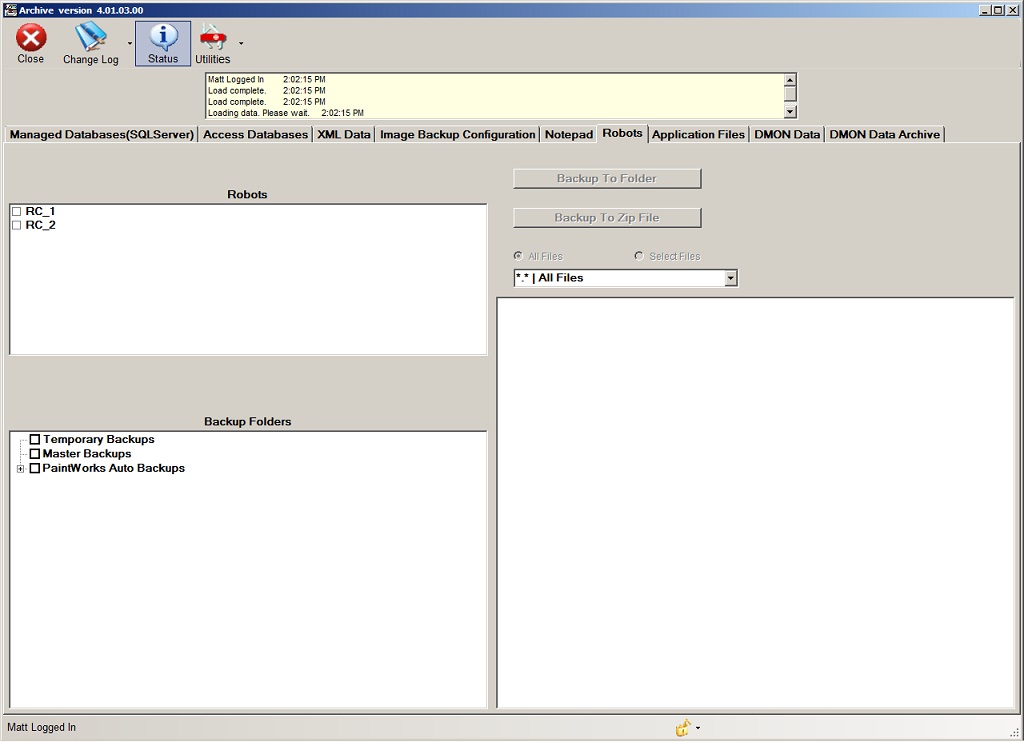 Archive version 4.01.03.00
Close
Change Log
Status
Utilities
Matt Logged In 2:02:15 PM
Load complete. 2:02:15 PM
Load complete. 2:02:15 PM
Loading data. Please wait. 2:02:15 PM
Managed Databases(SQLServer) Access Databases XML Data Image Backup Configuration Notepad Robots Application Files DMON Data DMON Data Archive
Robots
RC_1
RC_2
Backup To Folder
Backup To Zip File
All Files Select Files
*.* | All Files
Backup Folders
Temporary Backups
Master Backups
PaintWorks Auto Backups
Matt Logged In